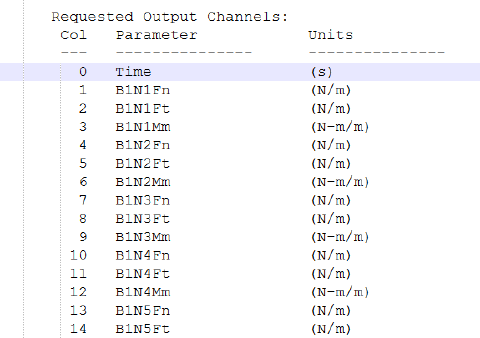 Requested Output Channels:
Col Parameter Units
--- --------------- ---------------
0 Time (s)
1 B1N1Fn (N/m)
2 B1N1Ft (N/m)
3 B1N1Mm (N-m/m)
4 B1N2Fn (N/m)
5 B1N2Ft (N/m)
6 B1N2Mm (N-m/m)
7 B1N3Fn (N/m)
8 B1N3Ft (N/m)
9 B1N3Mm (N-m/m)
10 B1N4Fn (N/m)
11 B1N4Ft (N/m)
12 B1N4Mm (N-m/m)
13 B1N5Fn (N/m)
14 B1N5Ft (N/m)